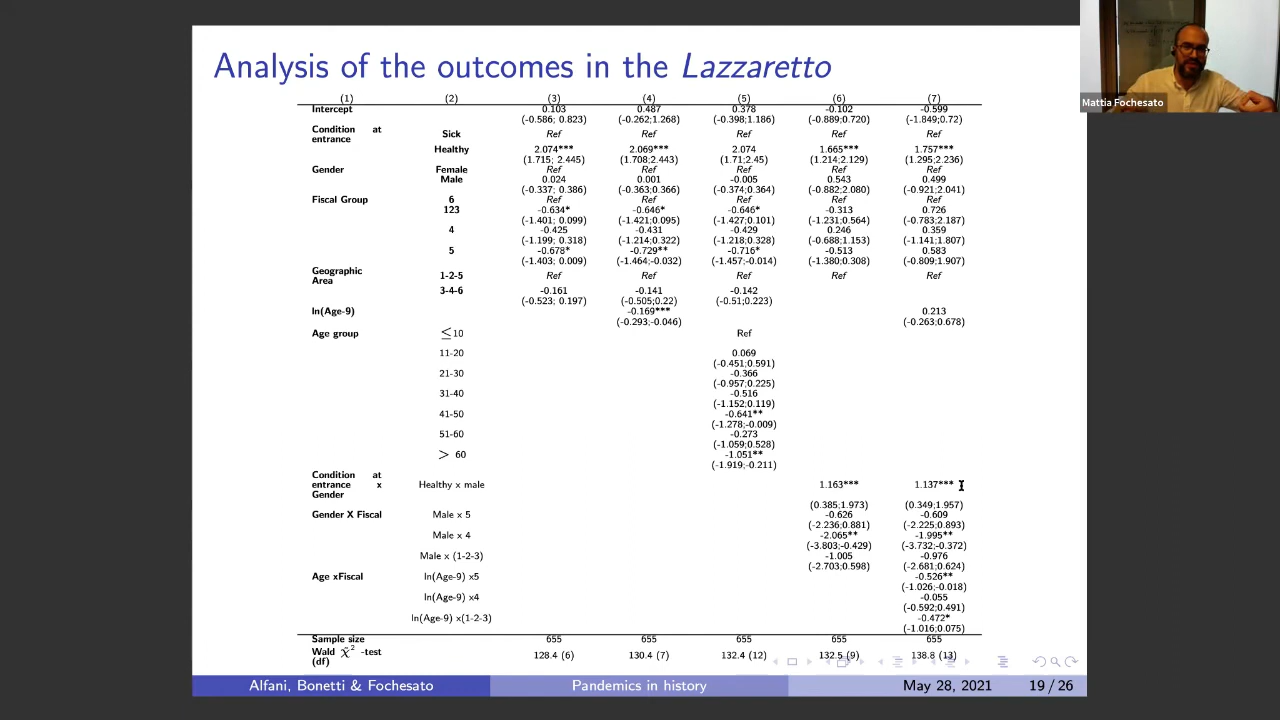 Analysis of the outcomes in the Lazzaretto
(1) (2) (3) (4) (5) (6) (7)
Intercept 0.103 0.487 0.378 -0.102 -0.599
(-0.586; 0.823) (-0.262;1.268) (-0.398;1.186) (-0.889;0.720) (-1.849;0.72)
Condition at entrance Sick Ref Ref Ref Ref Ref
Healthy 2.074*** 2.069*** 2.074 1.665*** 1.757***
(1.715; 2.445) (1.708;2.443) (1.71;2.45) (1.214;2.129) (1.295;2.236)
Gender Female Ref Ref Ref Ref Ref
Male 0.024 0.001 -0.005 0.543 0.499
(-0.337; 0.386) (-0.363;0.366) (-0.374;0.364) (-0.882;2.080) (-0.921;2.041)
Fiscal Group 6 Ref Ref Ref Ref Ref
123 -0.634* -0.646* -0.646* -0.313 0.726
(-1.401; 0.099) (-1.421;0.095) (-1.427;0.101) (-1.231;0.564) (-0.783;2.187)
4 -0.425 -0.431 -0.429 0.246 0.359
(-1.199; 0.318) (-1.214;0.322) (-1.218;0.328) (-0.688;1.153) (-1.141;1.807)
5 -0.678* -0.729** -0.716* -0.513 0.583
(-1.403; 0.009) (-1.464;-0.032) (-1.457;-0.014) (-1.380;0.308) (-0.809;1.907)
Geographic Area 1-2-5 Ref Ref Ref Ref Ref
3-4-6 -0.161 -0.141 -0.142
(-0.523; 0.197) (-0.505;0.22) (-0.51;0.223)
ln(Age-9) -0.169*** 0.213
(-0.293;-0.046) (-0.263;0.678)
Age group ≤10 Ref
11-20 0.069
(-0.451;0.591)
21-30 -0.366
(-0.957;0.225)
31-40 -0.516
(-1.152;0.119)
41-50 -0.641**
(-1.278;-0.009)
51-60 -0.273
(-1.059;0.528)
> 60 -1.051**
(-1.919;-0.211)
Condition at entrance x Gender Healthy x male 1.163*** 1.137***
(0.385;1.973) (0.349;1.957)
Gender X Fiscal Male x 5 -0.626 -0.609
(-2.236;0.881) (-2.225;0.893)
Male x 4 -2.065** -1.995**
(-3.803;-0.429) (-3.732;-0.372)
Male x (1-2-3) -1.005 -0.976
(-2.703;0.598) (-2.681;0.624)
Age xFiscal ln(Age-9) x5 -0.526**
(-1.026;-0.018)
ln(Age-9) x4 -0.055
(-0.592;0.491)
ln(Age-9) x(1-2-3) -0.472*
(-1.016;0.075)
Sample size 655 655 655 655 655
Wald χ̃² -test (df) 128.4 (6) 130.4 (7) 132.4 (12) 132.5 (9) 138.8 (13)
Alfani, Bonetti & Fochesato Pandemics in history May 28, 2021 19 / 26
Mattia Fochesato